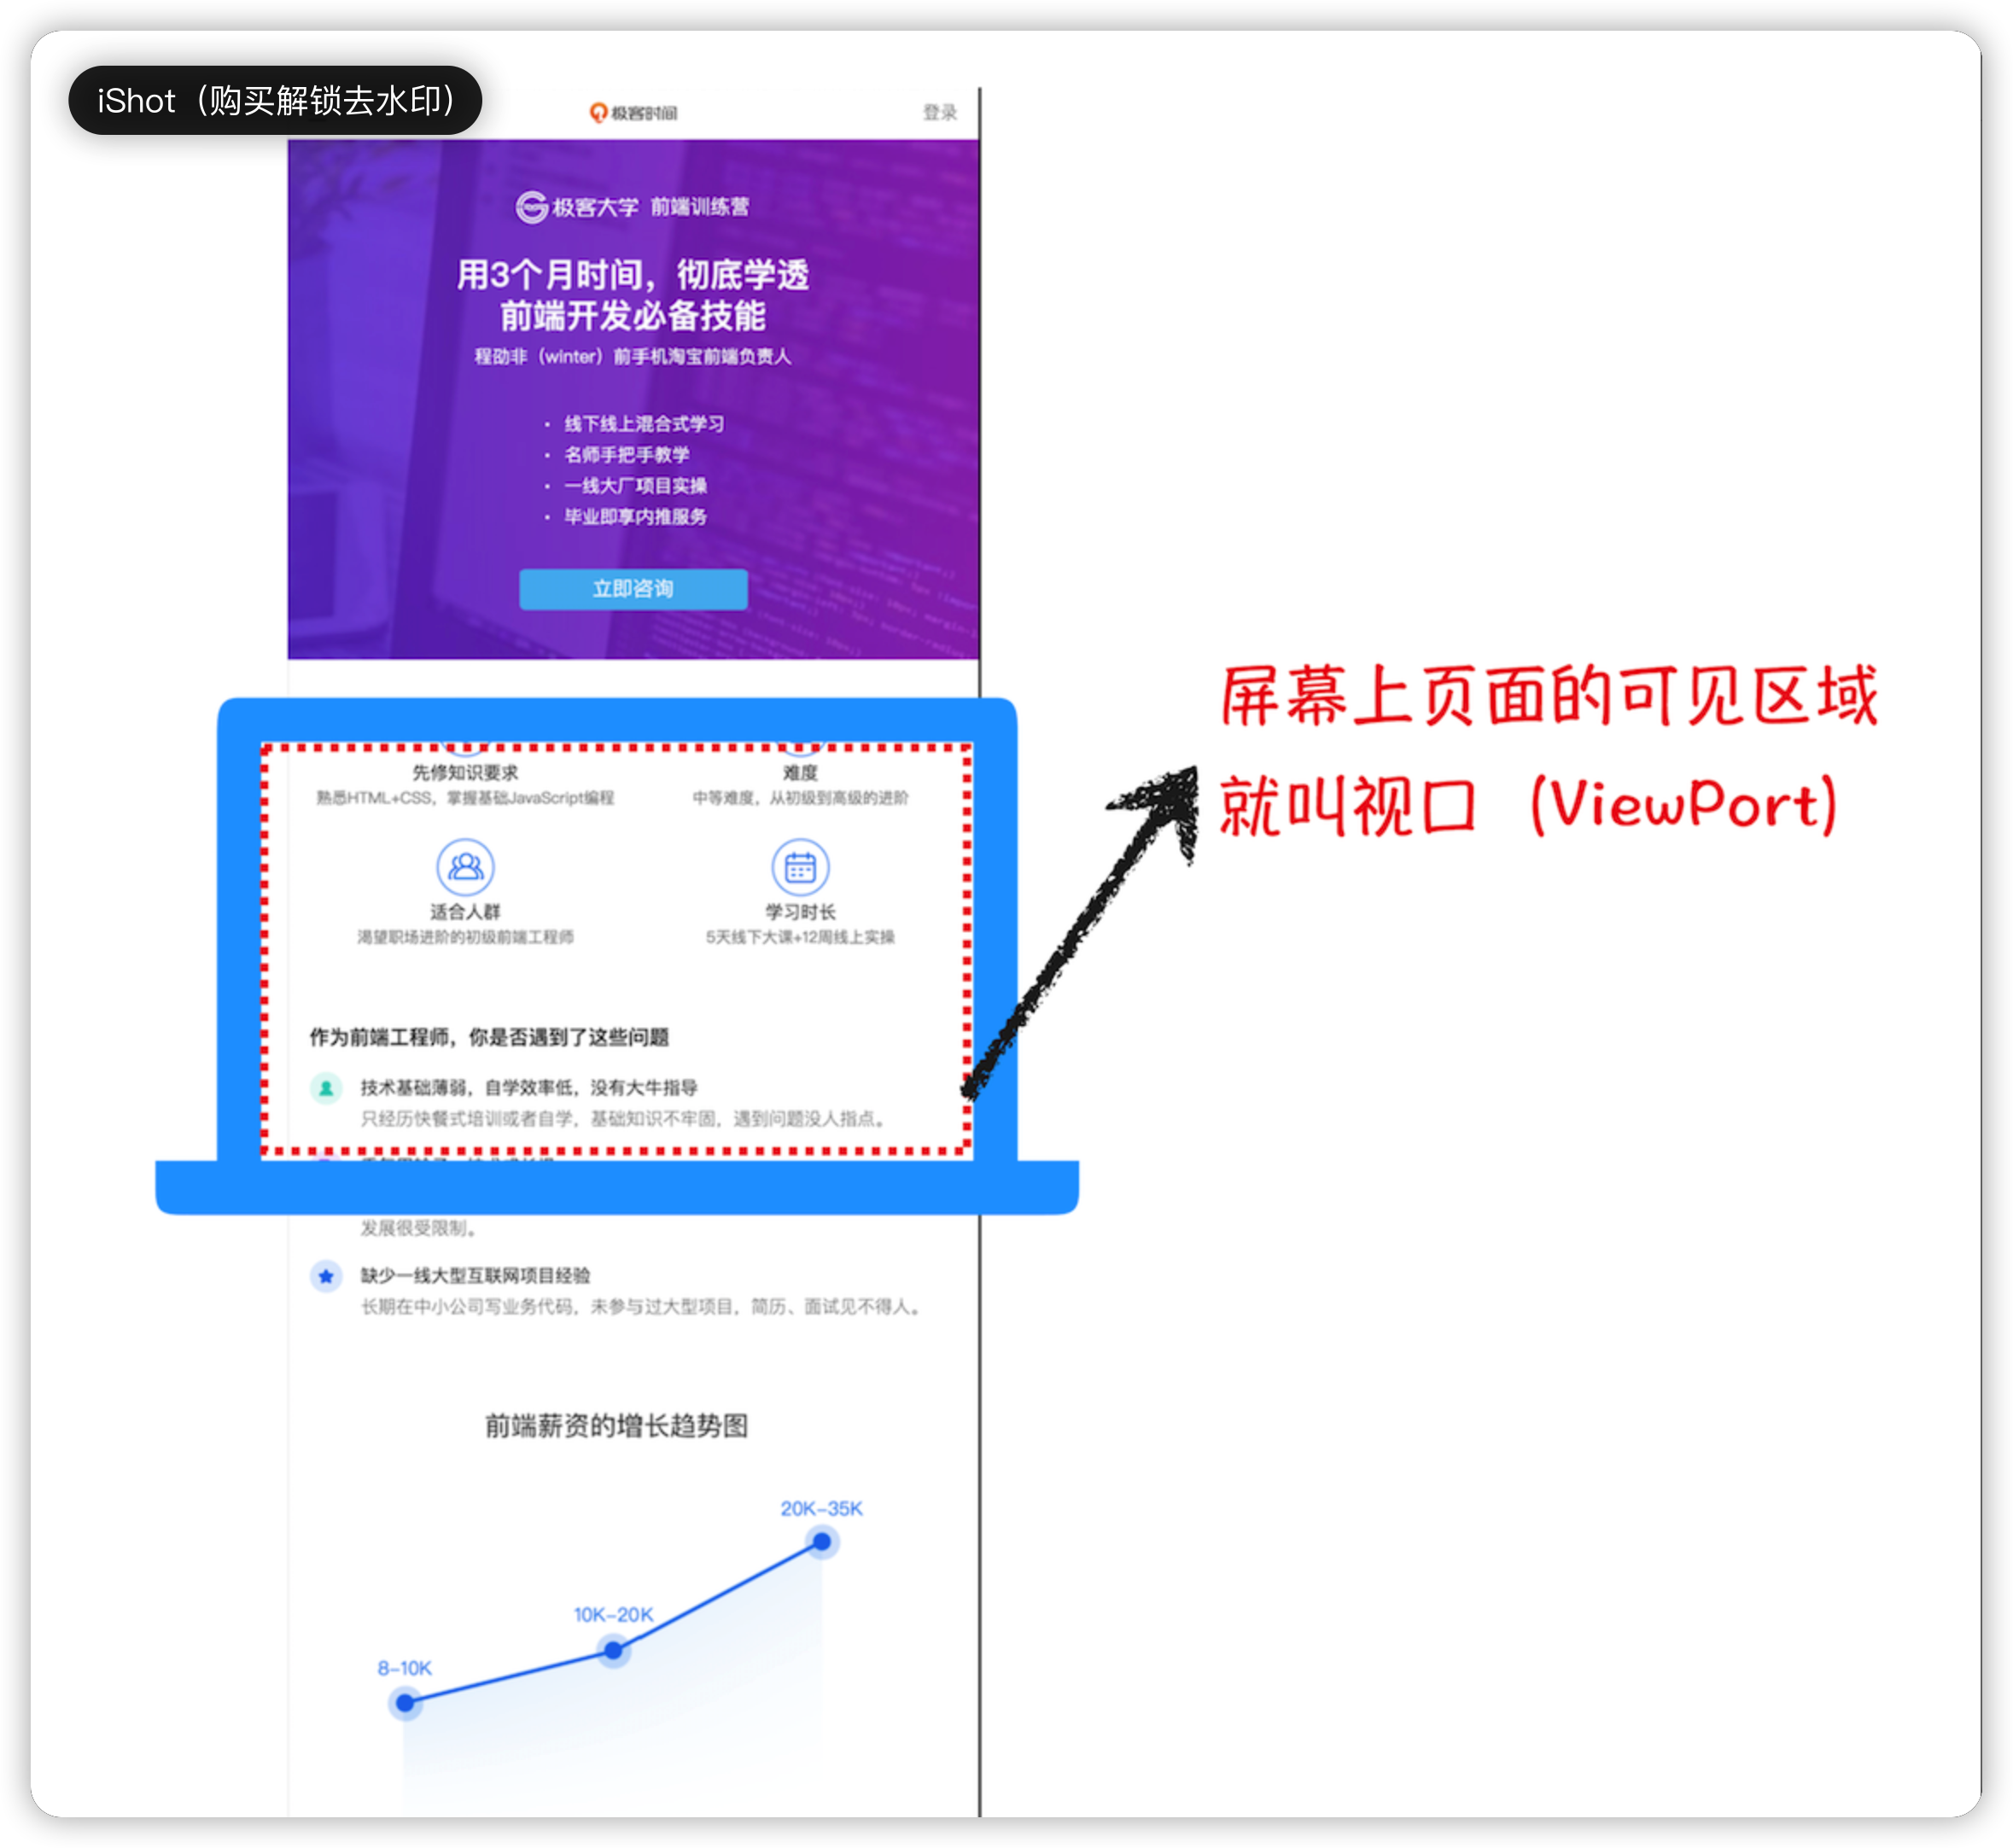 iShot（购买解锁去水印）
极客时间
登录
极客大学 前端训练营
用3个月时间，彻底学透
前端开发必备技能
程劭非（winter）前手机淘宝前端负责人
· 线下线上混合式学习
· 名师手把手教学
· 一线大厂项目实操
· 毕业即享内推服务
立即咨询
屏幕上页面的可见区域
就叫视口（ViewPort）
先修知识要求
熟悉HTML+CSS，掌握基础JavaScript编程
难度
中等难度，从初级到高级的进阶
适合人群
渴望职场进阶的初级前端工程师
学习时长
5天线下大课+12周线上实操
作为前端工程师，你是否遇到了这些问题
技术基础薄弱，自学效率低，没有大牛指导
只经历快餐式培训或者自学，基础知识不牢固，遇到问题没人指点。
发展很受限制。
缺少一线大型互联网项目经验
长期在中小公司写业务代码，未参与过大型项目，简历、面试见不得人。
前端薪资的增长趋势图
20K-35K
10K-20K
8-10K